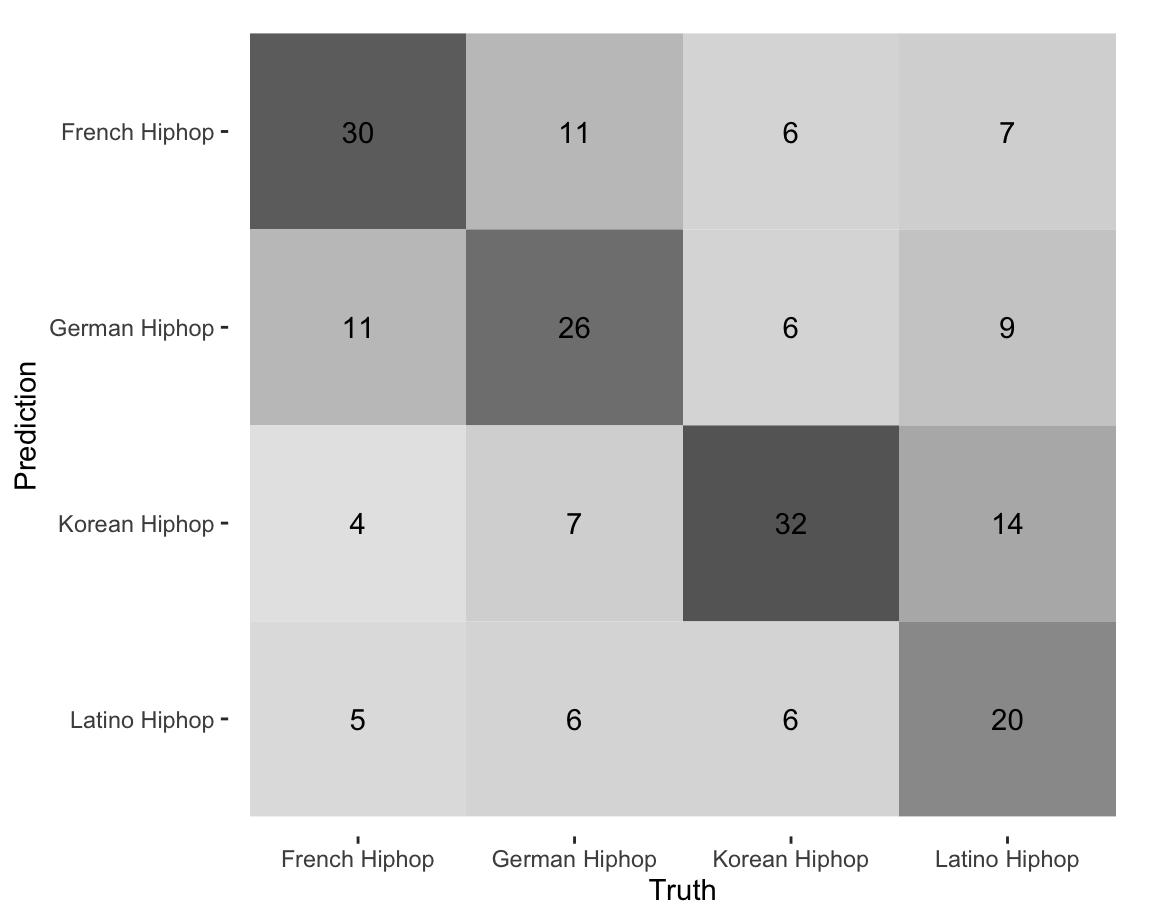 French Hiphop
30 11 6 7
German Hiphop
11 26 6 9
Korean Hiphop
4 7 32 14
Latino Hiphop
5 6 6 20
Prediction
French Hiphop German Hiphop Korean Hiphop Latino Hiphop
Truth